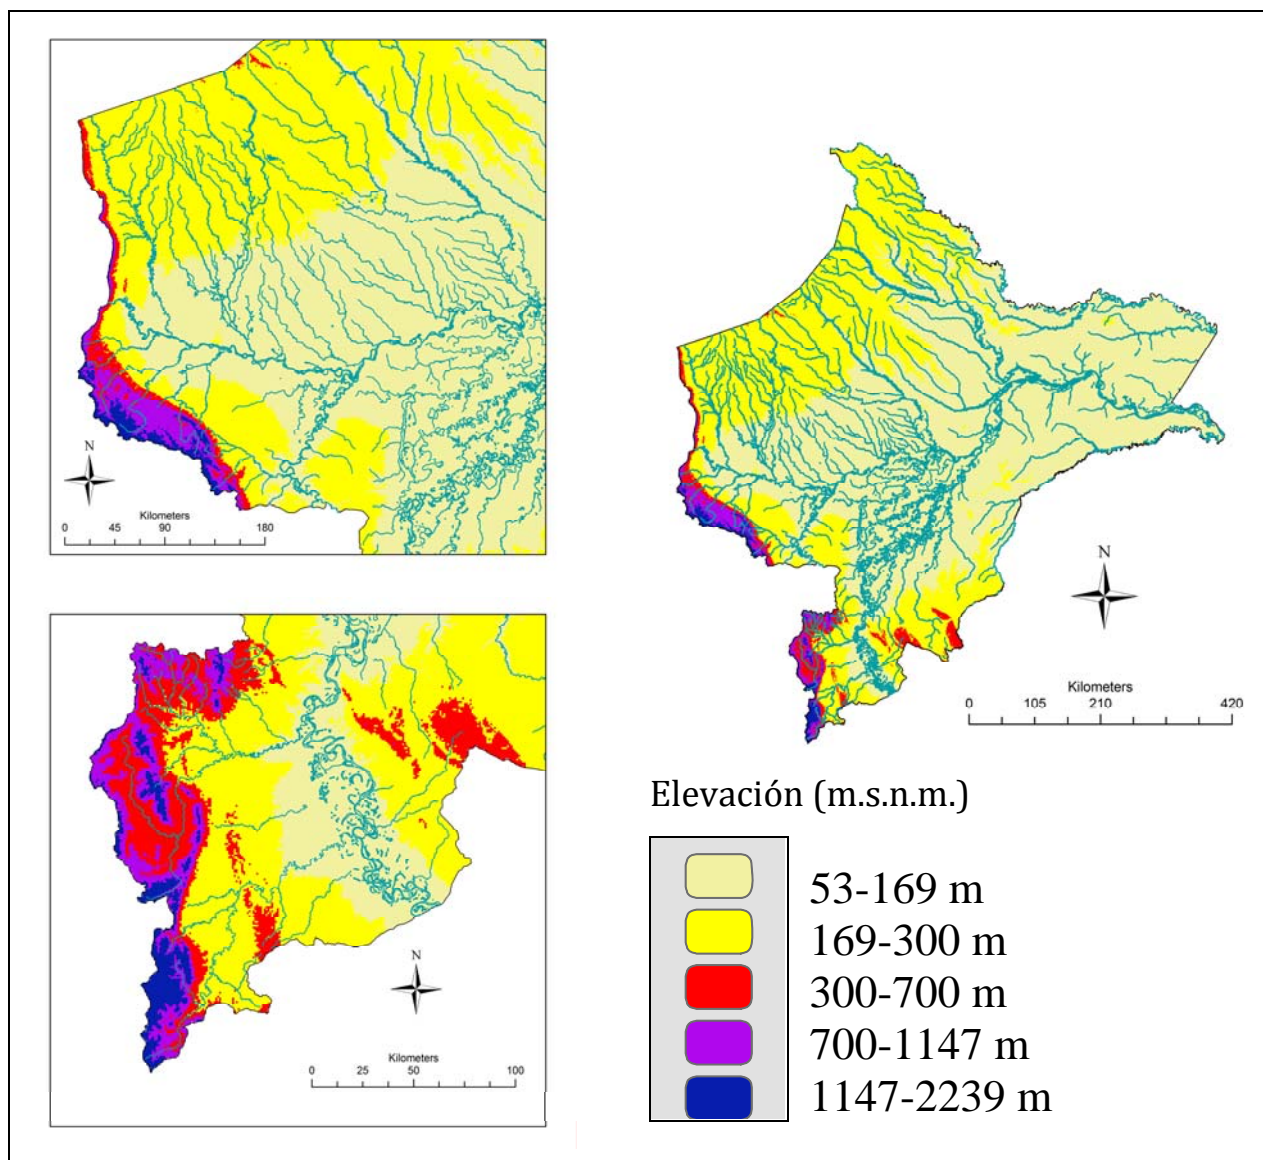 N
Kilometers
0 45 90 180
N
Kilometers
0 25 50 100
N
Kilometers
0 105 210 420
Elevación (m.s.n.m.)
53-169 m
169-300 m
300-700 m
700-1147 m
1147-2239 m